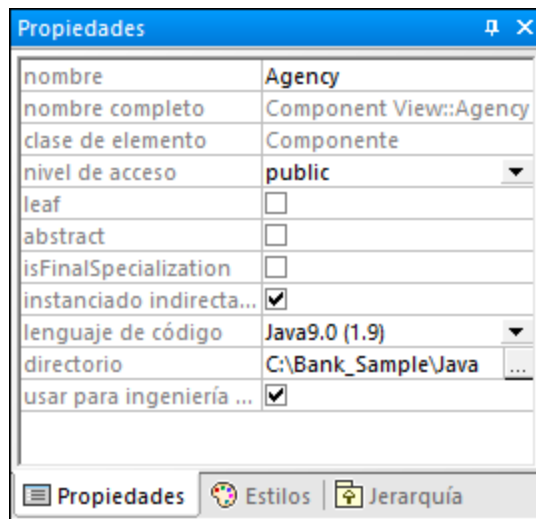 Propiedades
nombre Agency
nombre completo Component View::Agency
clase de elemento Componente
nivel de acceso public
leaf
abstract
isFinalSpecialization
instanciado indirecta...
lenguaje de código Java9.0 (1.9)
directorio C:\Bank_Sample\Java ...
usar para ingeniería ...
Propiedades Estilos Jerarquía